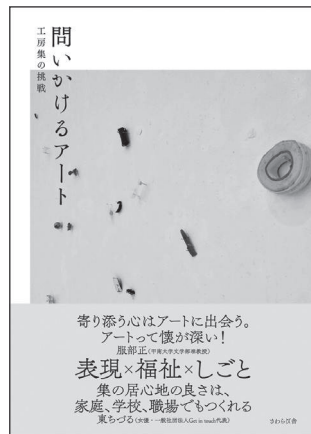 問いかけるアート
工房集の挑戦
寄り添う心はアートに出会う。
アートって懐が深い！
服部正(甲南大学文学部准教授)
表現×福祉×しごと
集の居心地の良さは、
家庭、学校、職場でもつくれる
東ちづる(女優・一般社団法人Get in touch代表)
さわらび舎